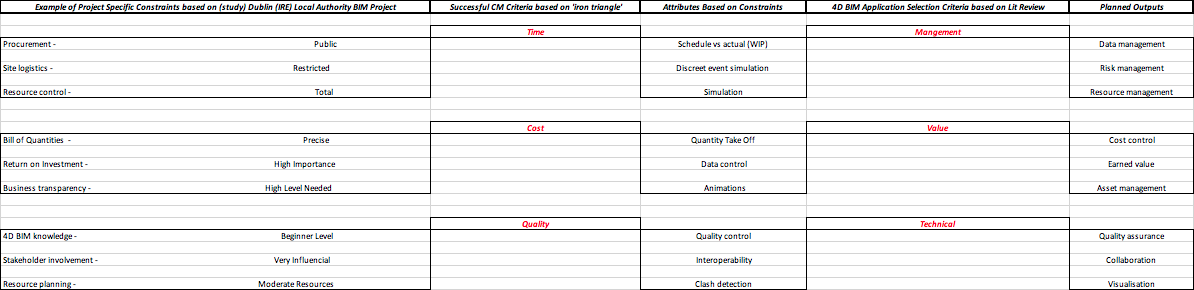 Example of Project Specific Constraints based on (study) Dublin (IRE) Local Authority BIM Project Successful CM Criteria based on 'iron triangle' Attributes Based on Constraints 4D BIM Application Selection Criteria based on Lit Review Planned Outputs
Time Mangement
Procurement - Public Schedule vs actual (WIP) Data management
Site logistics - Restricted Discreet event simulation Risk management
Resource control - Total Simulation Resource management
Cost Value
Bill of Quantities - Precise Quantity Take Off Cost control
Return on Investment - High Importance Data control Earned value
Business transparency - High Level Needed Animations Asset management
Quality Technical
4D BIM knowledge - Beginner Level Quality control Quality assurance
Stakeholder involvement - Very Influencial Interoperability Collaboration
Resource planning - Moderate Resources Clash detection Visualisation